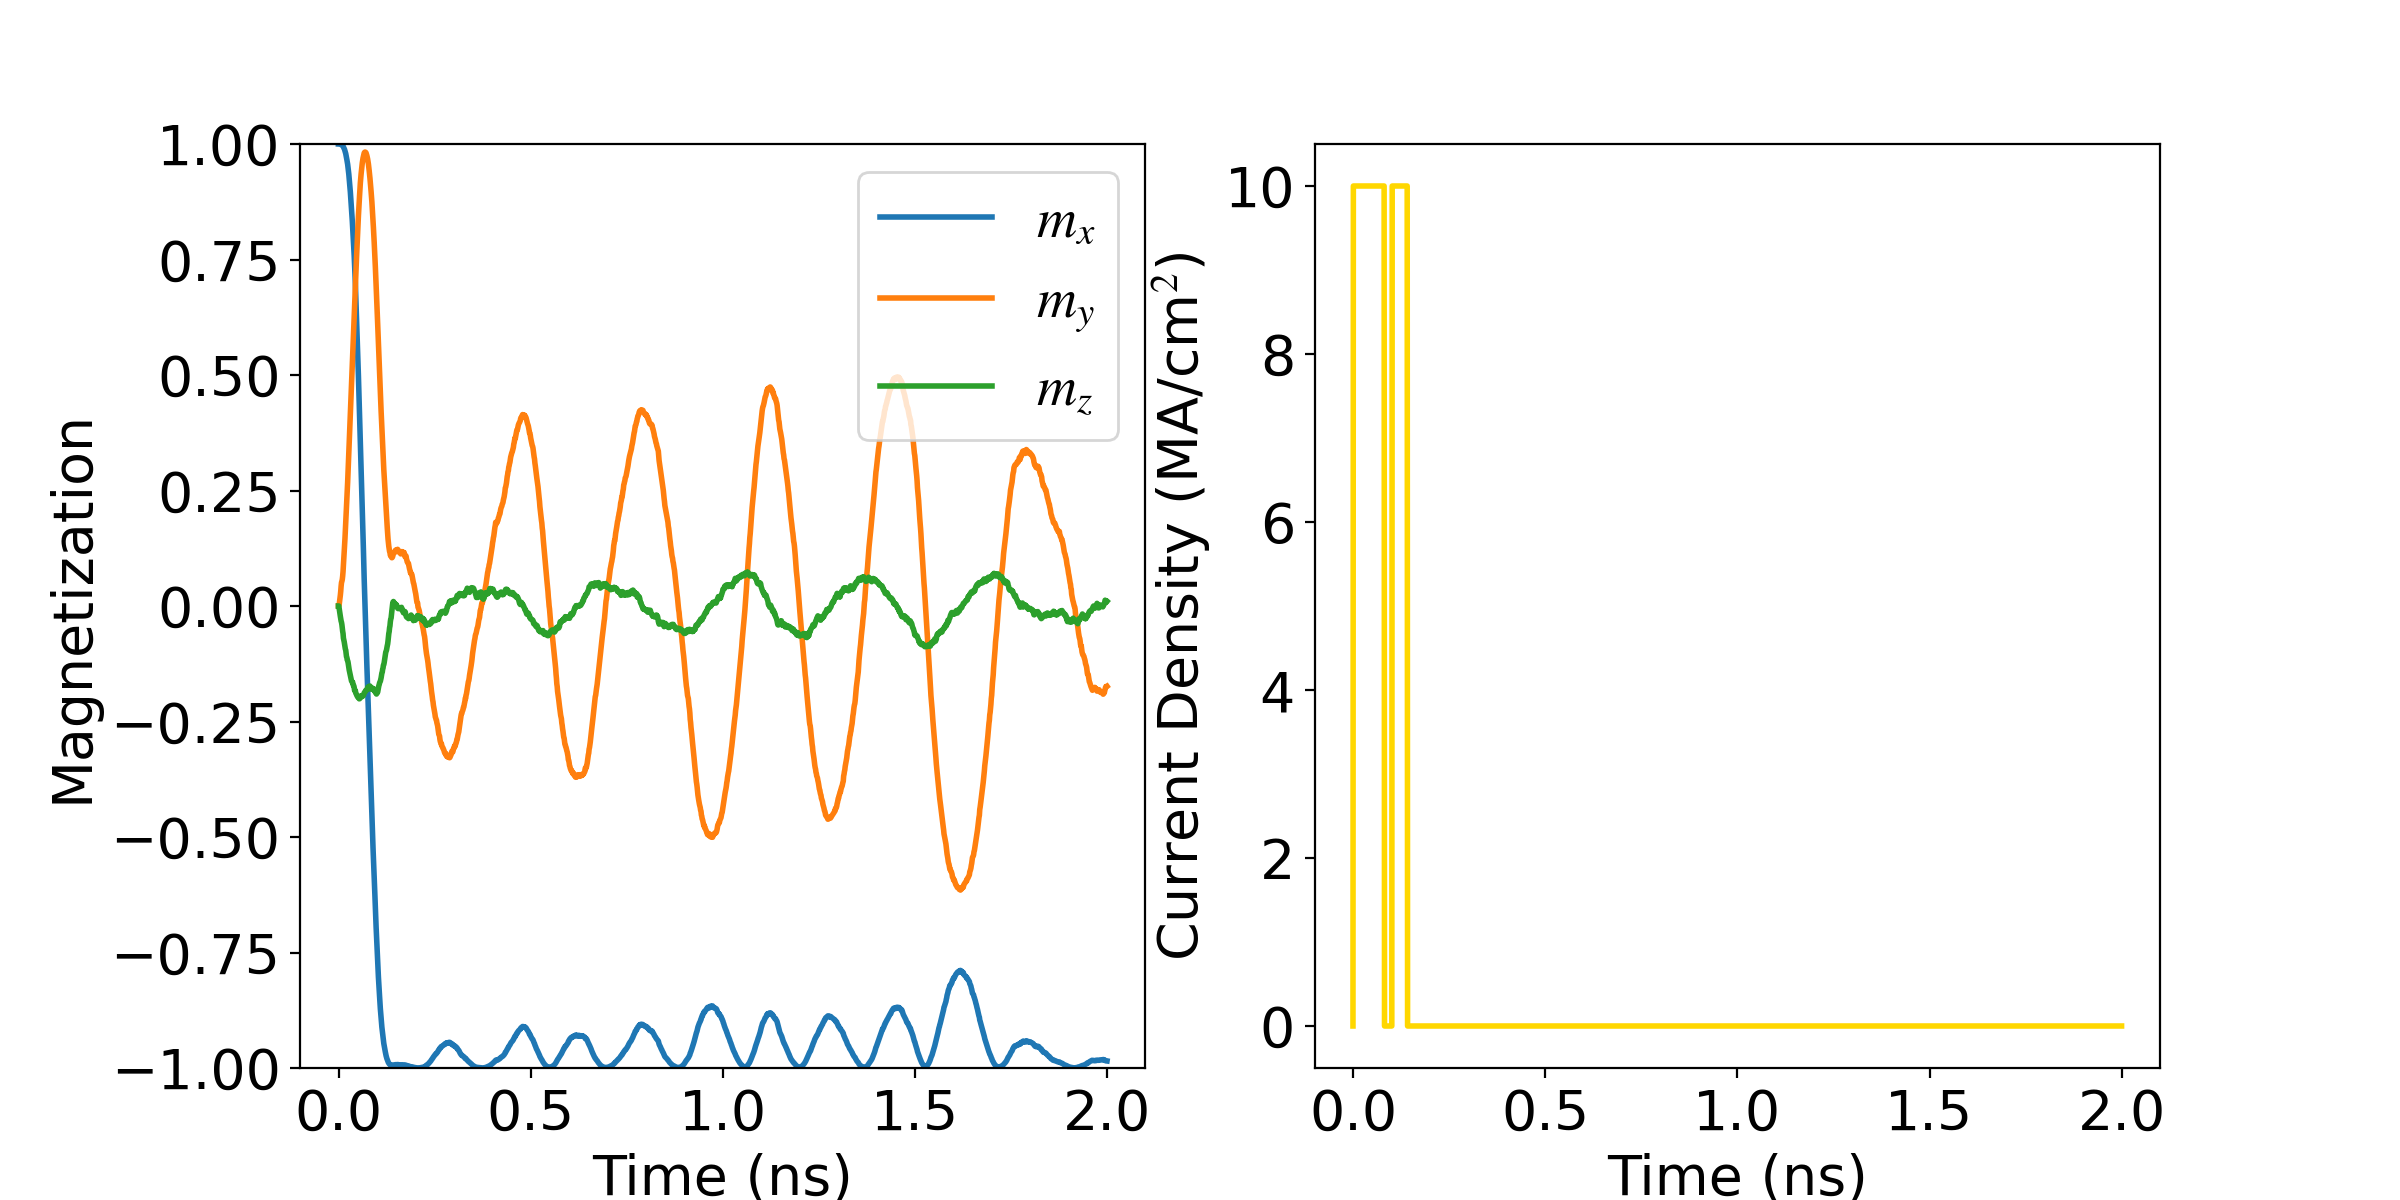 Magnetization
1.00
0.75
0.50
0.25
0.00
−0.25
−0.50
−0.75
−1.00
0.0 0.5 1.0 1.5 2.0
Time (ns)
m_x
m_y
m_z
Current Density (MA/cm²)
10
8
6
4
2
0
0.0 0.5 1.0 1.5 2.0
Time (ns)